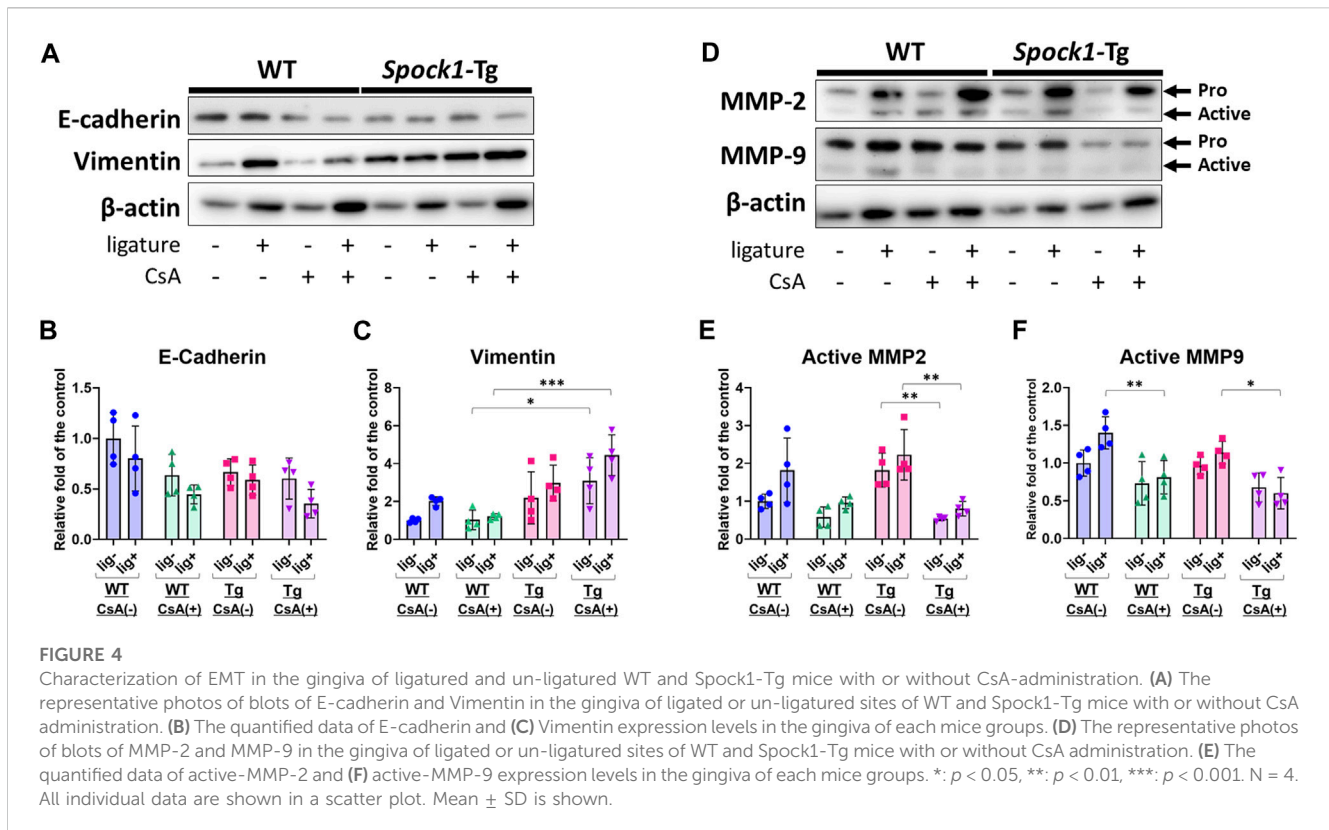 A
WT Spock1-Tg
E-cadherin
Vimentin
β-actin
ligature - + - + - + - +
CsA - - + + - - + +
D
WT Spock1-Tg
MMP-2
Pro
Active
MMP-9
Pro
Active
β-actin
ligature - + - + - + - +
CsA - - + + - - + +
B
E-Cadherin
Relative fold of the control
1.5
1.0
0.5
0.0
lig- lig+ lig- lig+ lig- lig+ lig- lig+
WT WT Tg Tg
CsA(-) CsA(+) CsA(-) CsA(+)
C
Vimentin
Relative fold of the control
8
6
4
2
0
***
*
lig- lig+ lig- lig+ lig- lig+ lig- lig+
WT WT Tg Tg
CsA(-) CsA(+) CsA(-) CsA(+)
E
Active MMP2
Relative fold of the control
4
3
2
1
0
**
**
lig- lig+ lig- lig+ lig- lig+ lig- lig+
WT WT Tg Tg
CsA(-) CsA(+) CsA(-) CsA(+)
F
Active MMP9
Relative fold of the control
2.0
1.5
1.0
0.5
0.0
**
*
lig- lig+ lig- lig+ lig- lig+ lig- lig+
WT WT Tg Tg
CsA(-) CsA(+) CsA(-) CsA(+)
FIGURE 4
Characterization of EMT in the gingiva of ligatured and un-ligatured WT and Spock1-Tg mice with or without CsA-administration. (A) The
representative photos of blots of E-cadherin and Vimentin in the gingiva of ligated or un-ligatured sites of WT and Spock1-Tg mice with or without CsA
administration. (B) The quantified data of E-cadherin and (C) Vimentin expression levels in the gingiva of each mice groups. (D) The representative photos
of blots of MMP-2 and MMP-9 in the gingiva of ligated or un-ligatured sites of WT and Spock1-Tg mice with or without CsA administration. (E) The
quantified data of active-MMP-2 and (F) active-MMP-9 expression levels in the gingiva of each mice groups. *: p < 0.05, **: p < 0.01, ***: p < 0.001. N = 4.
All individual data are shown in a scatter plot. Mean ± SD is shown.